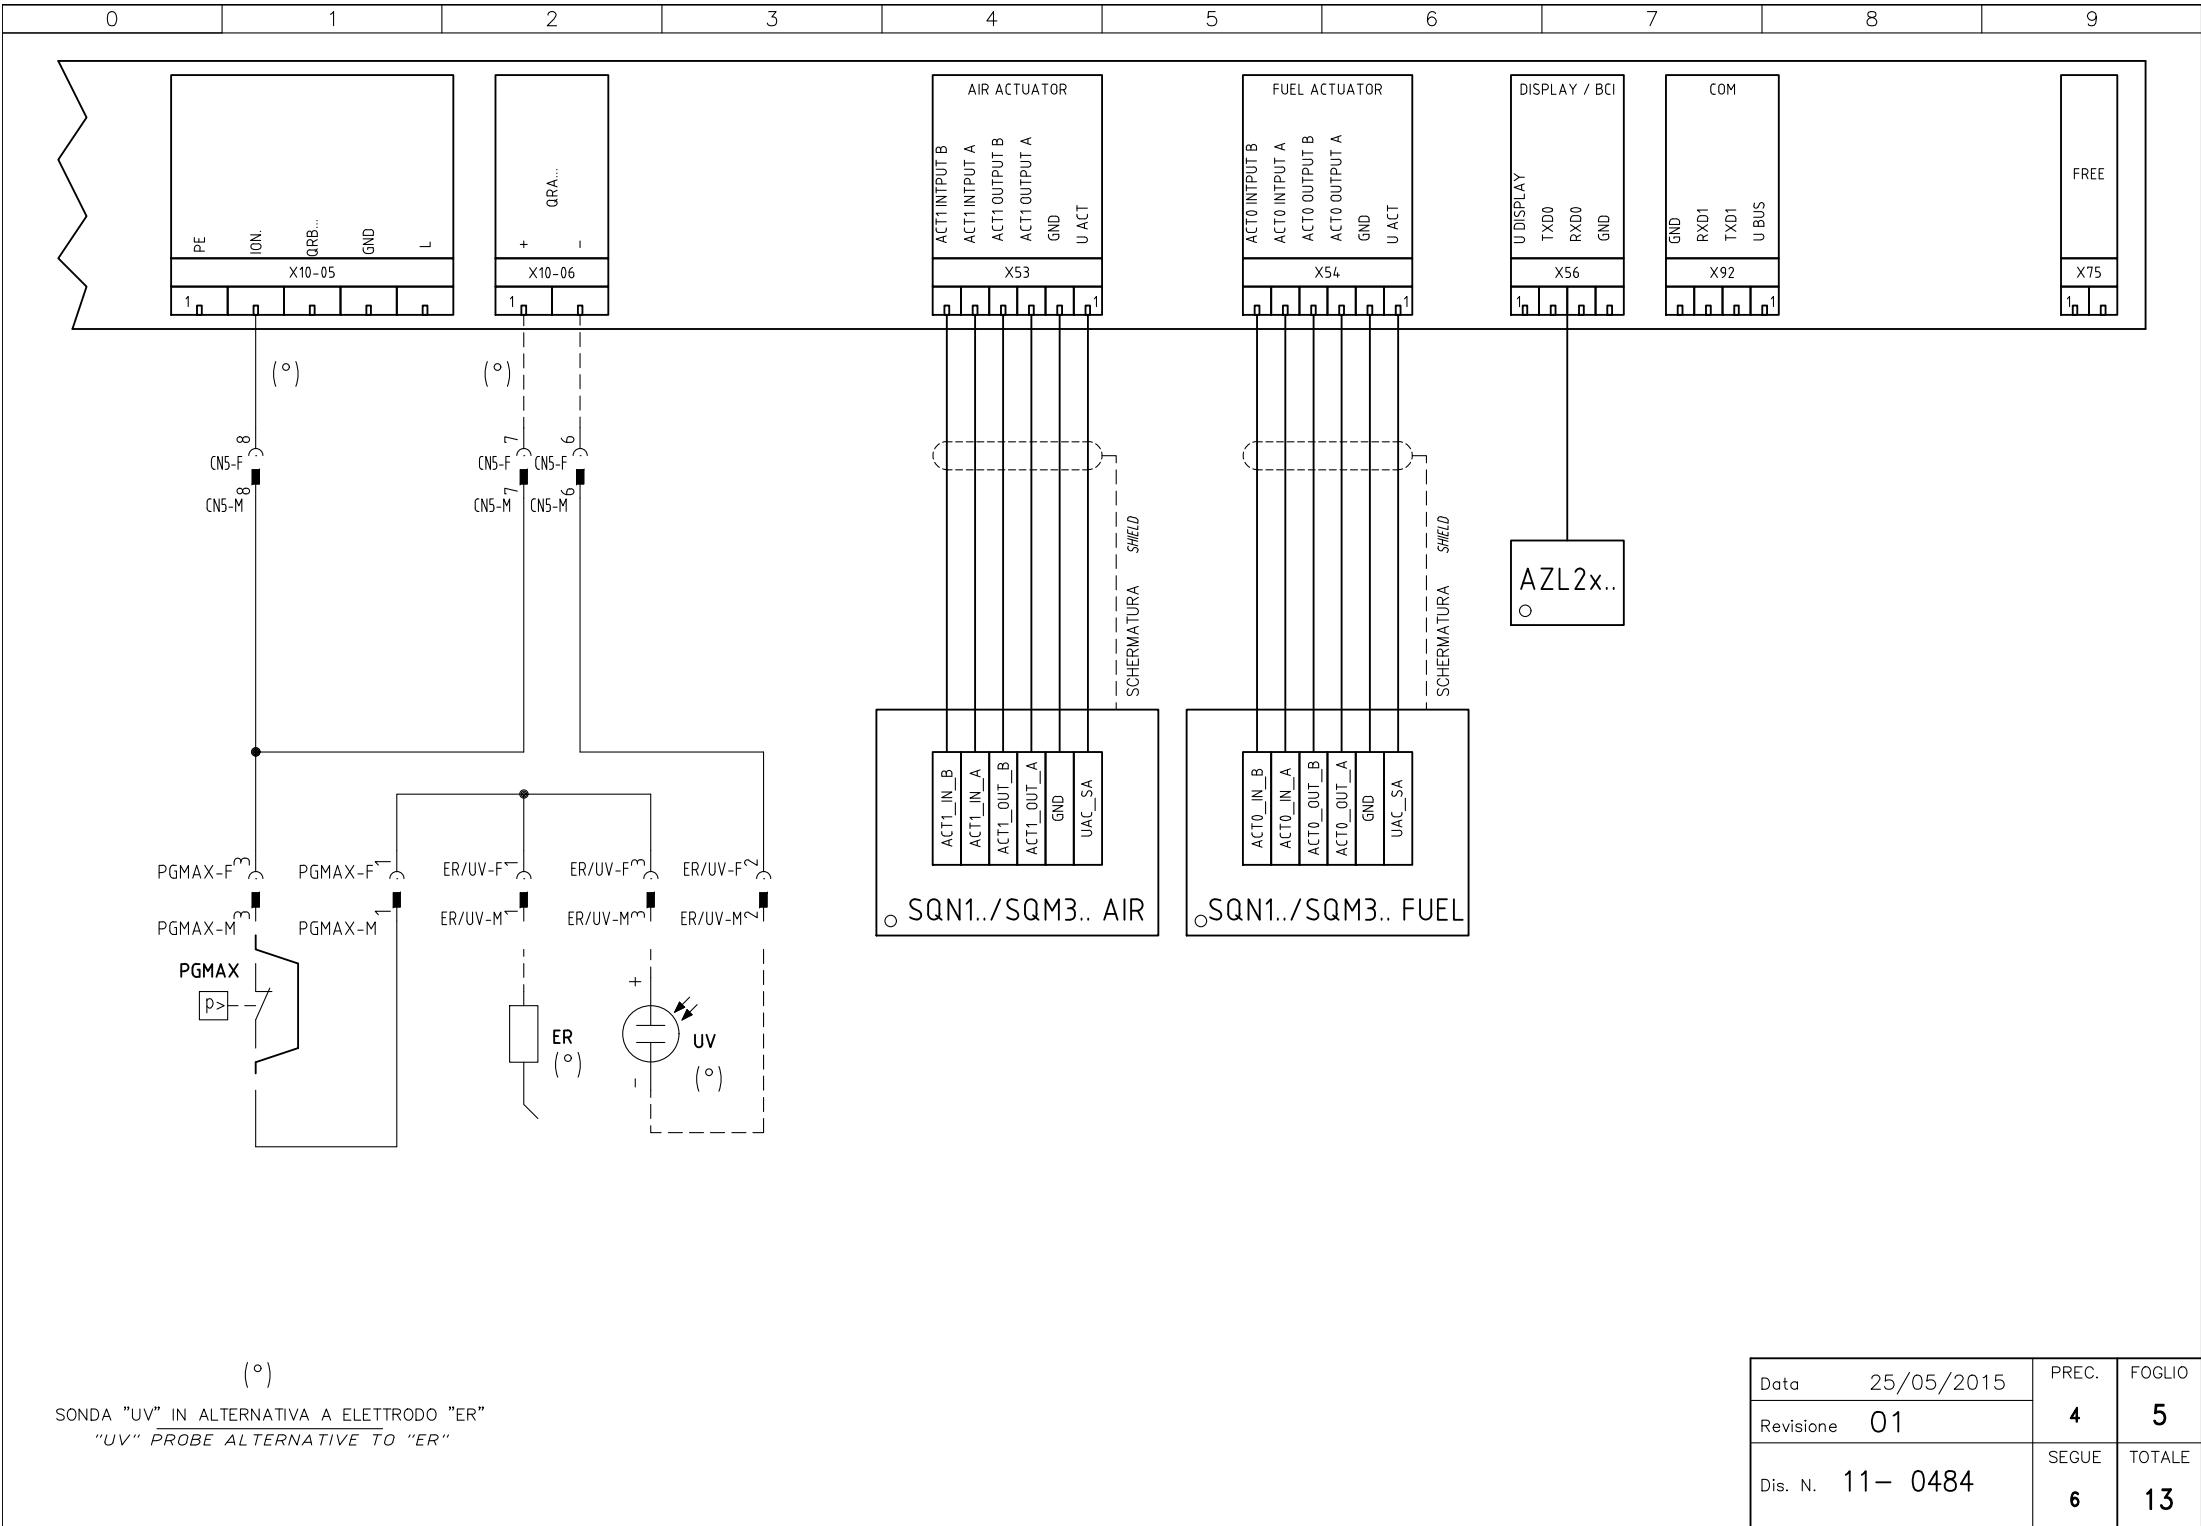 0 1 2 3 4 5 6 7 8 9
PE
ION.
QRB...
GND
L
X10-05
1
QRA...
+
-
X10-06
1
AIR ACTUATOR
ACT1 INTPUT B
ACT1 INTPUT A
ACT1 OUTPUT B
ACT1 OUTPUT A
GND
U ACT
X53
1
FUEL ACTUATOR
ACT0 INTPUT B
ACT0 INTPUT A
ACT0 OUTPUT B
ACT0 OUTPUT A
GND
U ACT
X54
1
DISPLAY / BCI
U DISPLAY
TXD0
RXD0
GND
X56
1
COM
GND
RXD1
TXD1
U BUS
X92
1
FREE
X75
1
(°)
(°)
8
CN5-F
8
CN5-M
7
CN5-F
7
CN5-M
6
CN5-F
6
CN5-M
SCHERMATURA SHIELD
SCHERMATURA SHIELD
AZL2x..
ACT1_IN_B
ACT1_IN_A
ACT1_OUT_B
ACT1_OUT_A
GND
UAC_SA
SQN1../SQM3.. AIR
ACT0_IN_B
ACT0_IN_A
ACT0_OUT_B
ACT0_OUT_A
GND
UAC_SA
SQN1../SQM3.. FUEL
PGMAX-F 3
PGMAX-M 3
PGMAX-F 1
PGMAX-M 1
ER/UV-F 1
ER/UV-M 1
ER/UV-F 3
ER/UV-M 3
ER/UV-F 2
ER/UV-M 2
PGMAX
P>
ER
(°)
+
-
UV
(°)
(°)
SONDA "UV" IN ALTERNATIVA A ELETTRODO "ER"
"UV" PROBE ALTERNATIVE TO "ER"
Data 25/05/2015
Revisione 01
Dis. N. 11- 0484
PREC.
4
FOGLIO
5
SEGUE
6
TOTALE
13